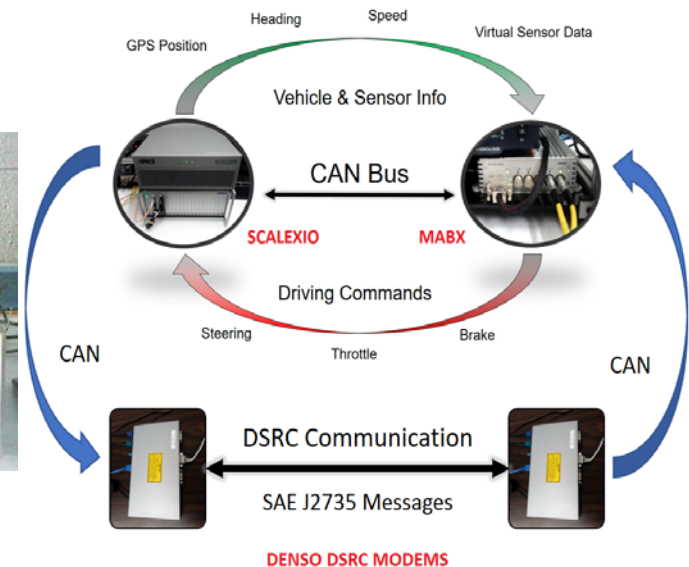 Heading
Speed
GPS Position
Virtual Sensor Data
Vehicle & Sensor Info
SCALEXIO
CAN Bus
SCALEXIO
MABX
Driving Commands
Steering
Brake
Throttle
CAN
CAN
DSRC Communication
SAE J2735 Messages
DENSO DSRC MODEMS